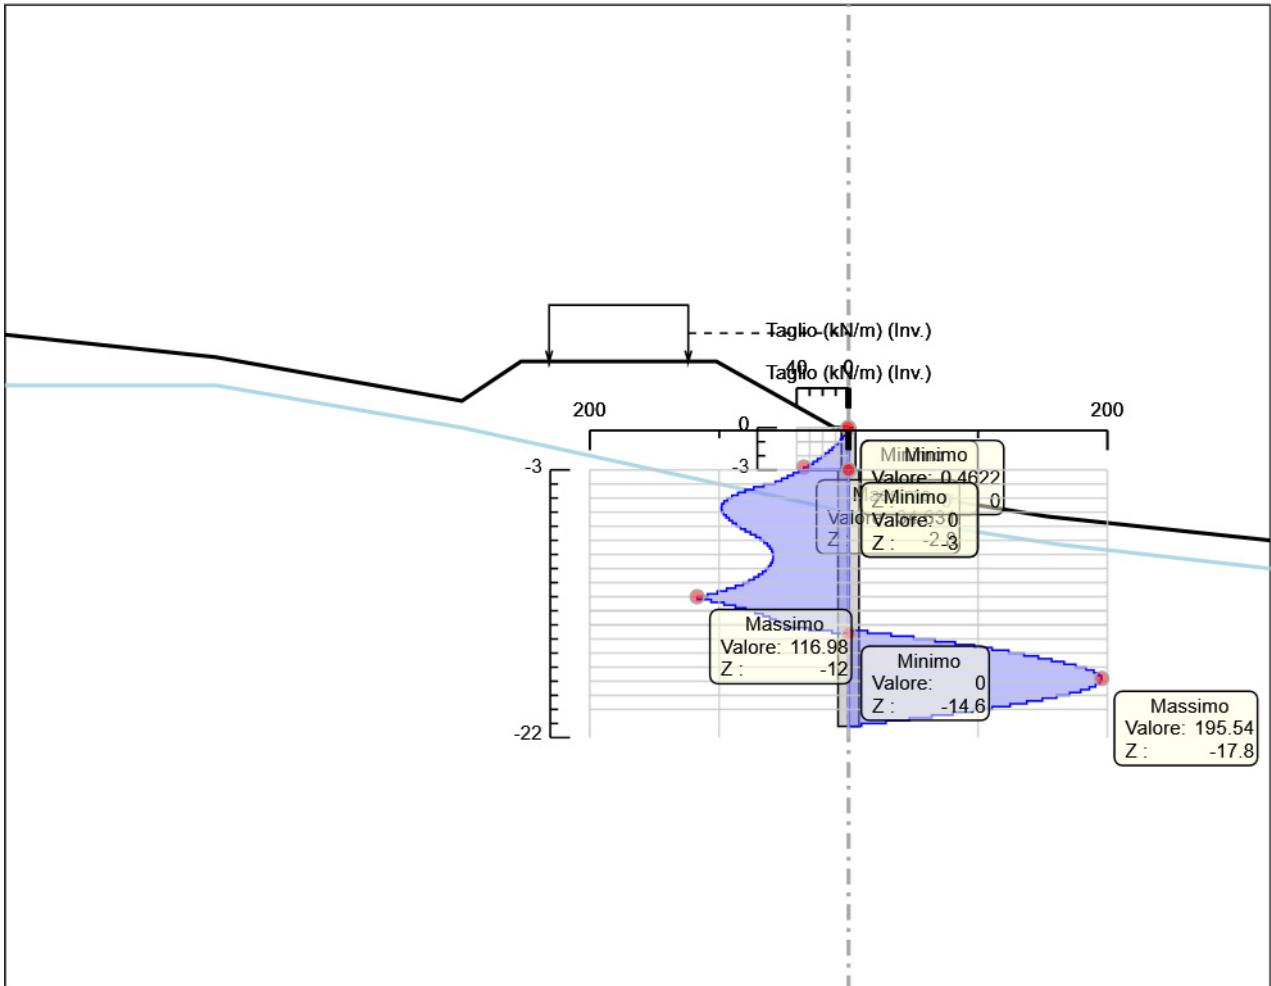 Taglio (kN/m) (Inv.)
40 0
Taglio (kN/m) (Inv.)
200
200
0
-3
-3
Minimo
Minimo
Valore: 0.4622
0
Minimo
Valore: 0
Z : -3
Massimo
Valore: 116.98
Z : -12
Minimo
Valore: 0
Z : -14.6
Massimo
Valore: 195.54
Z : -17.8
-22